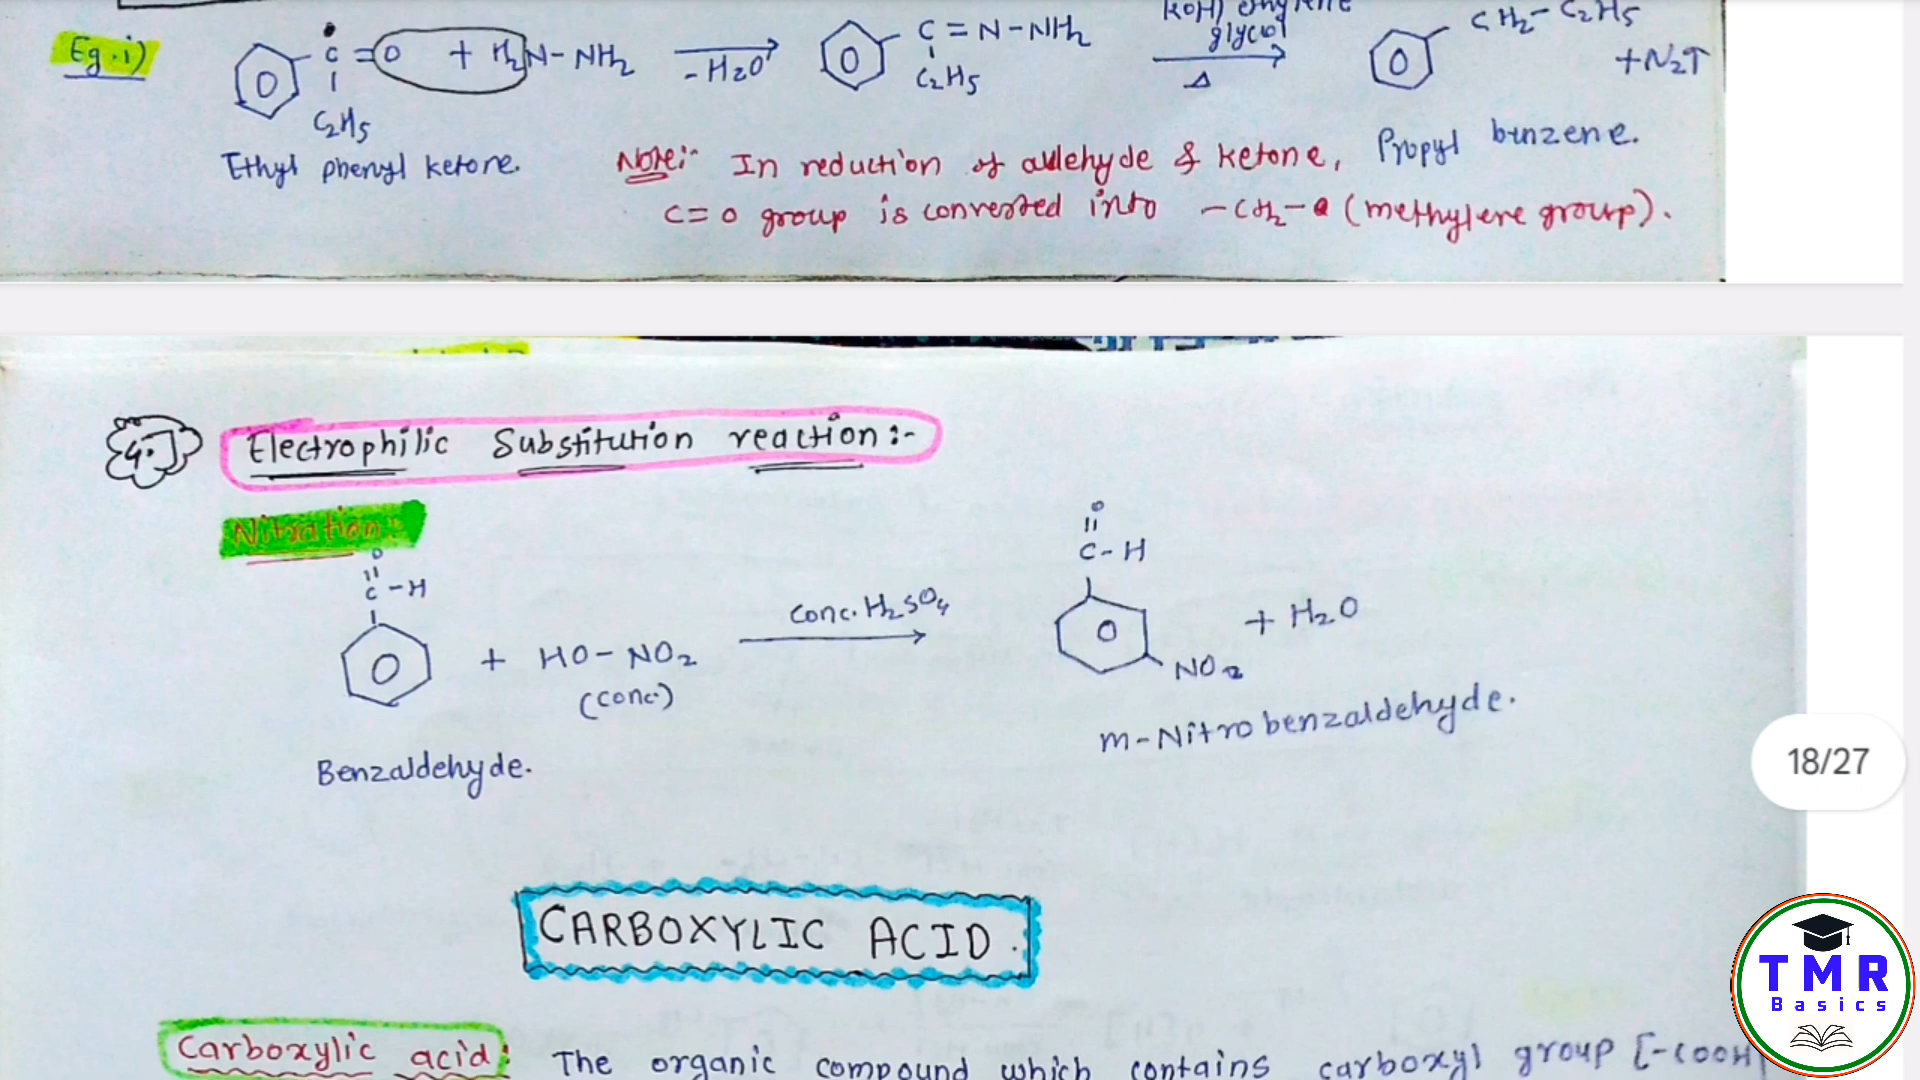 Eg.i)
C=O + H2N-NH2 → -H2O C=N-NH2 KOH, ethylene glycol Δ CH2-C2H5 +N2↑
C2H5 C2H5
Ethyl phenyl ketone. Propyl benzene.
Note:- In reduction of aldehyde & ketone,
C=O group is converted into -CH2- (methylene group).
4.] Electrophilic Substitution reaction:-
Nitration:-
O
C-H
+ HO-NO2
(conc.)
Conc. H2SO4
O
C-H
NO2
+ H2O
Benzaldehyde.
m-Nitrobenzaldehyde.
18/27
CARBOXYLIC ACID.
Carboxylic acid: The organic compound which contains carboxyl group [-COOH
TMR
Basics